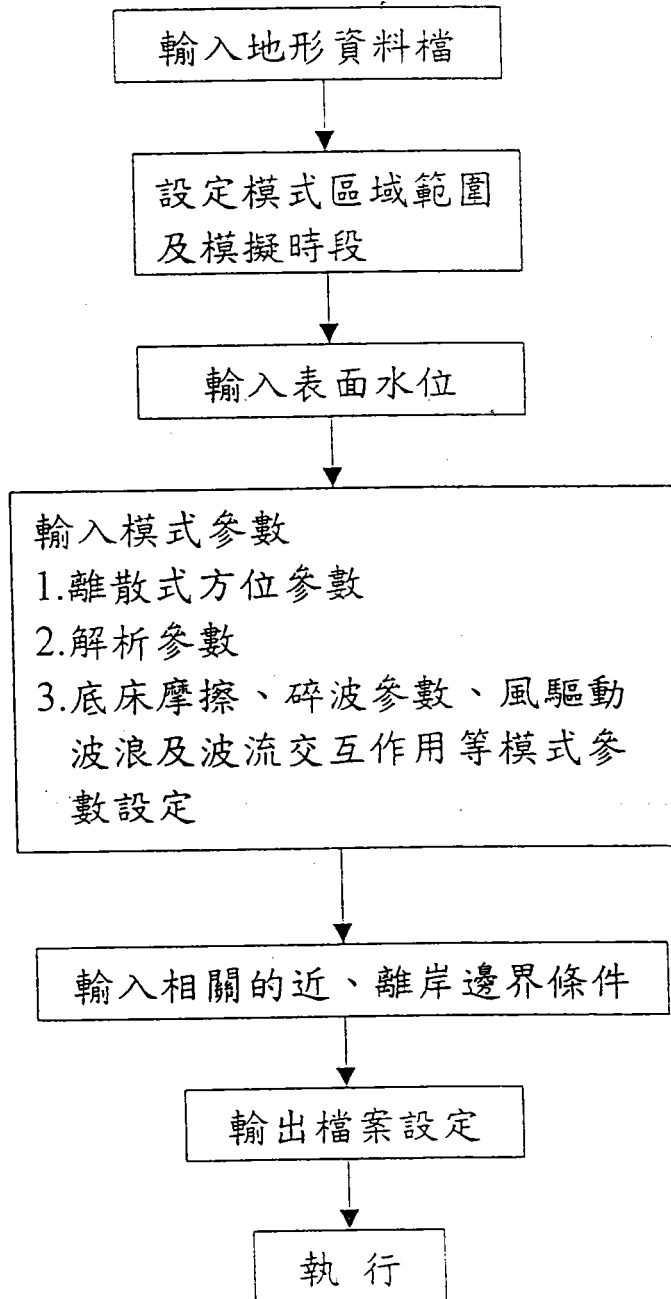 輸入地形資料檔
設定模式區域範圍
及模擬時段
輸入表面水位
輸入模式參數
1.離散式方位參數
2.解析參數
3.底床摩擦、碎波參數、風驅動
波浪及波流交互作用等模式參
數設定
輸入相關的近、離岸邊界條件
輸出檔案設定
執 行